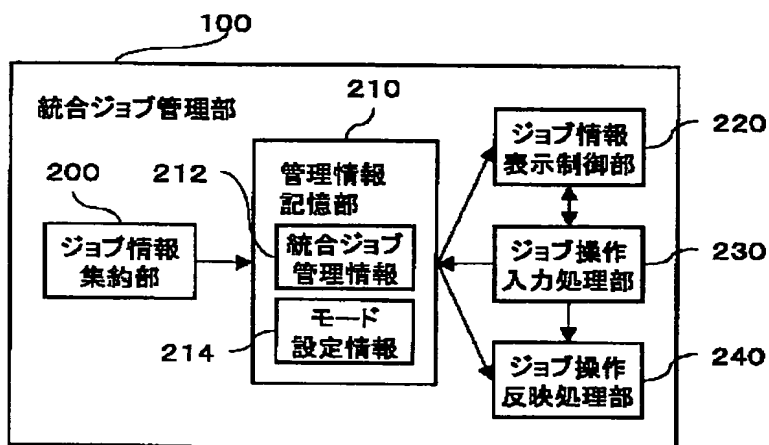 100
統合ジョブ管理部
210
管理情報
記憶部
212
統合ジョブ
管理情報
214
モード
設定情報
200
ジョブ情報
集約部
220
ジョブ情報
表示制御部
230
ジョブ操作
入力処理部
240
ジョブ操作
反映処理部